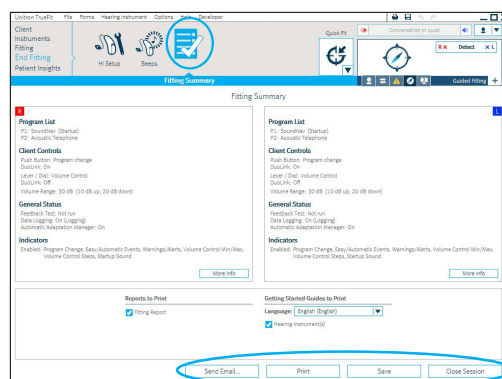 Unitron TrueFit File Forms Hearing Instrument Options Help Developer
Client
Instruments
Fitting
End Fitting
Patient Insights
HI Setup
Beeps
Fitting Summary
Quick Fit
Conversation in quiet
R X Detect X L
Guided Fitting +
Fitting Summary
R
Program List
P1: SoundNav (Startup)
P2: Acoustic Telephone
Client Controls
Push Button: Program change
DuoLink: On
Lever / Dial: Volume Control
DuoLink: Off
Volume Range: 30 dB (10 dB up; 20 dB down)
General Status
Feedback Test: Not run
Data Logging: On (Logging)
Automatic Adaptation Manager: On
Indicators
Enabled: Program Change, Easy/Automatic Events, Warnings/Alerts, Volume Control Min/Max,
Volume Control Steps, Startup Sound
More Info
L
Program List
P1: SoundNav (Startup)
P2: Acoustic Telephone
Client Controls
Push Button: Program change
DuoLink: On
Lever / Dial: Volume Control
DuoLink: Off
Volume Range: 30 dB (10 dB up; 20 dB down)
General Status
Feedback Test: Not run
Data Logging: On (Logging)
Automatic Adaptation Manager: On
Indicators
Enabled: Program Change, Easy/Automatic Events, Warnings/Alerts, Volume Control Min/Max,
Volume Control Steps, Startup Sound
More Info
Reports to Print
Fitting Report
Getting Started Guides to Print
Language: English (English)
Hearing Instrument(s)
Send Email...
Print
Save
Close Session